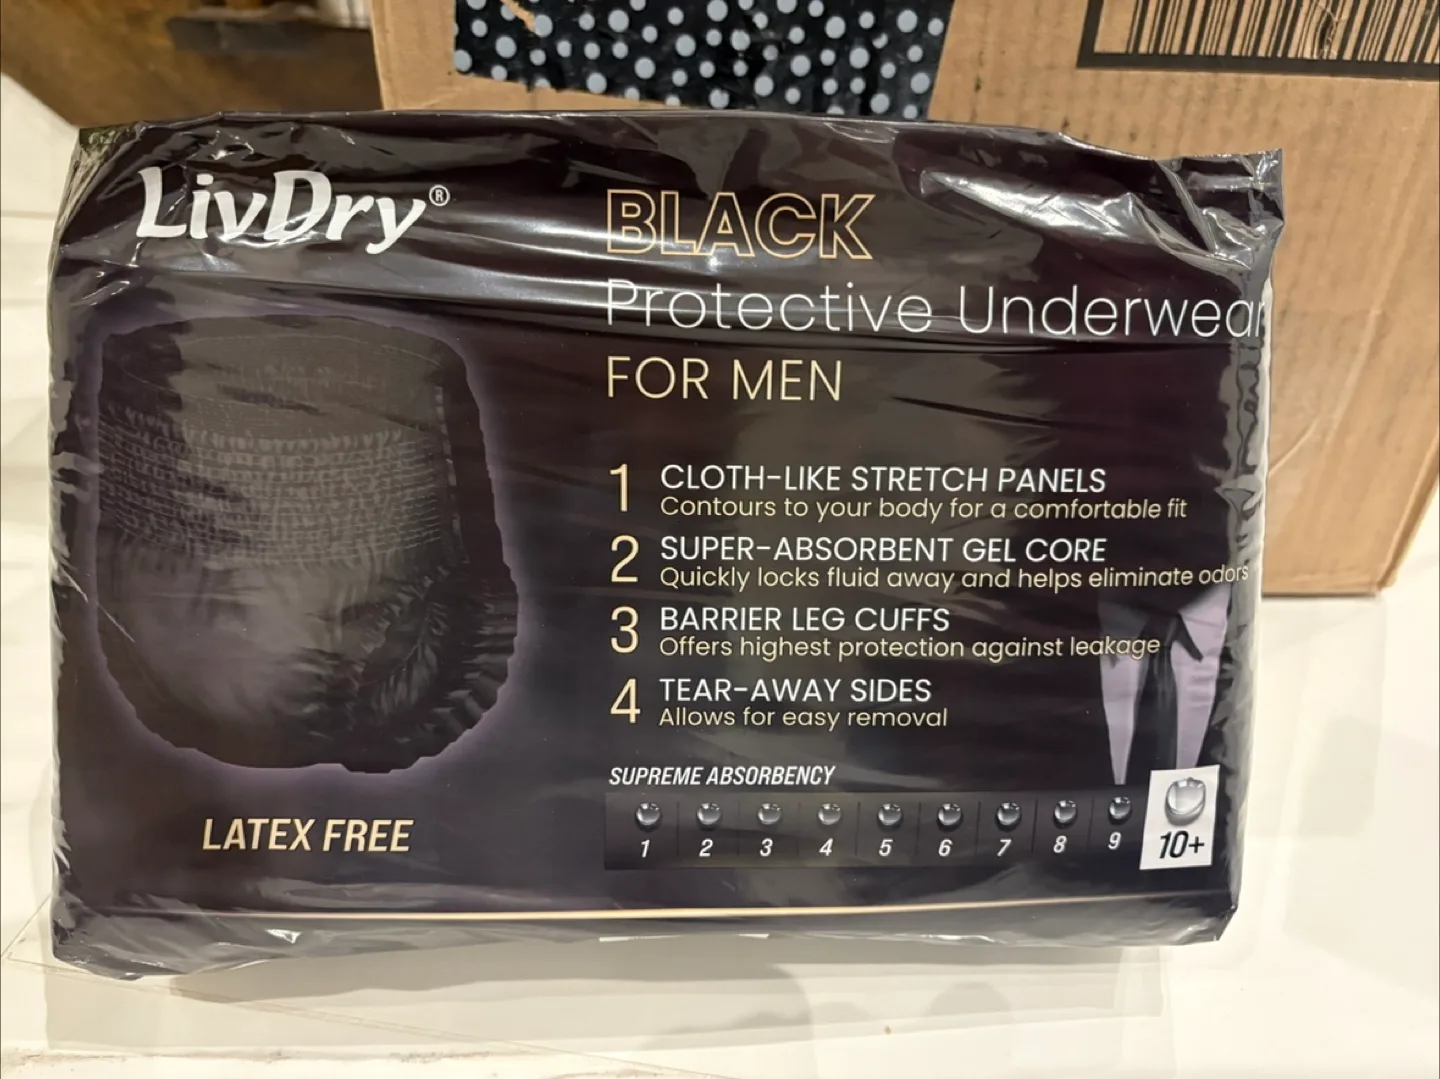 LivDry®
BLACK
Protective Underwear
FOR MEN
1 CLOTH-LIKE STRETCH PANELS
Contours to your body for a comfortable fit
2 SUPER-ABSORBENT GEL CORE
Quickly locks fluid away and helps eliminate odors
3 BARRIER LEG CUFFS
Offers highest protection against leakage
4 TEAR-AWAY SIDES
Allows for easy removal
SUPREME ABSORBENCY
1 2 3 4 5 6 7 8 9 10+
LATEX FREE